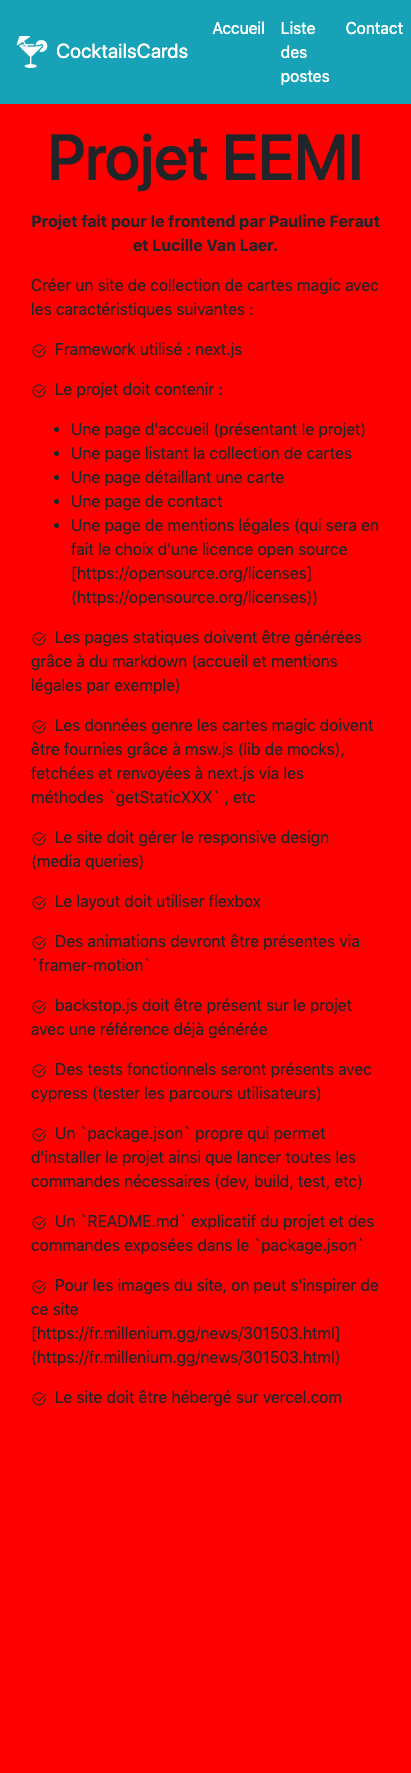 CocktailsCards
Accueil
Liste
des
postes
Contact
Projet EEMI
Projet fait pour le frontend par Pauline Feraut
et Lucille Van Laer.
Créer un site de collection de cartes magic avec
les caractéristiques suivantes :
Framework utilisé : next.js
Le projet doit contenir :
• Une page d'accueil (présentant le projet)
• Une page listant la collection de cartes
• Une page détaillant une carte
• Une page de contact
• Une page de mentions légales (qui sera en
fait le choix d'une licence open source
[https://opensource.org/licenses]
(https://opensource.org/licenses))
Les pages statiques doivent être générées
grâce à du markdown (accueil et mentions
légales par exemple)
Les données genre les cartes magic doivent
être fournies grâce à msw.js (lib de mocks),
fetchées et renvoyées à next.js via les
méthodes `getStaticXXX` , etc
Le site doit gérer le responsive design
(media queries)
Le layout doit utiliser flexbox
Des animations devront être présentes via
`framer-motion`
backstop.js doit être présent sur le projet
avec une référence déjà générée
Des tests fonctionnels seront présents avec
cypress (tester les parcours utilisateurs)
Un `package.json` propre qui permet
d'installer le projet ainsi que lancer toutes les
commandes nécessaires (dev, build, test, etc)
Un `README.md` explicatif du projet et des
commandes exposées dans le `package.json`
Pour les images du site, on peut s'inspirer de
ce site
[https://fr.millenium.gg/news/301503.html]
(https://fr.millenium.gg/news/301503.html)
Le site doit être hébergé sur vercel.com